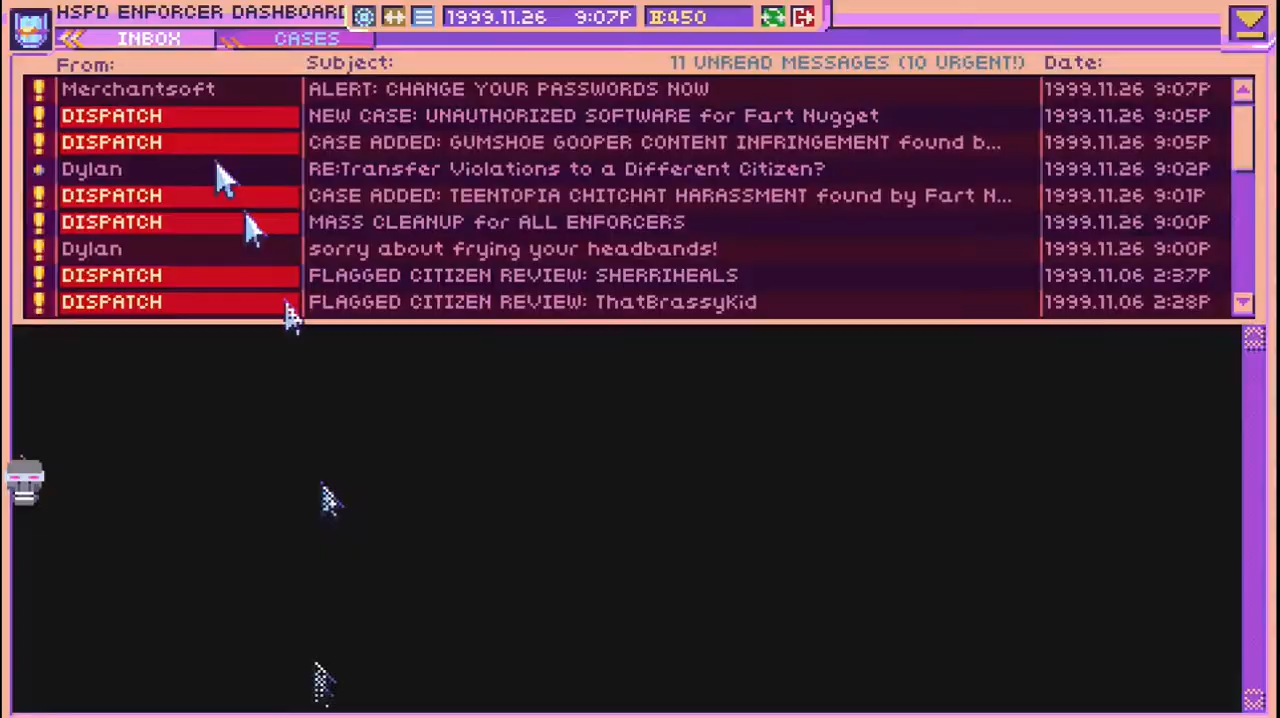 HSPD ENFORCER DASHBOARD
1999.11.26 9:07P
450
INBOX
CASES
From: Subject: 11 UNREAD MESSAGES (10 URGENT!) Date:
Merchantsoft ALERT: CHANGE YOUR PASSWORDS NOW 1999.11.26 9:07P
DISPATCH NEW CASE: UNAUTHORIZED SOFTWARE for Fart Nugget 1999.11.26 9:05P
DISPATCH CASE ADDED: GUMSHOE GOOPER CONTENT INFRINGEMENT found b... 1999.11.26 9:05P
Dylan RE:Transfer Violations to a Different Citizen? 1999.11.26 9:02P
DISPATCH CASE ADDED: TEENTOPIA CHITCHAT HARASSMENT found by Fart N... 1999.11.26 9:01P
DISPATCH MASS CLEANUP for ALL ENFORCERS 1999.11.26 9:00P
Dylan sorry about frying your headbands! 1999.11.26 9:00P
DISPATCH FLAGGED CITIZEN REVIEW: SHERRIHEALS 1999.11.06 2:37P
DISPATCH FLAGGED CITIZEN REVIEW: ThatBrassyKid 1999.11.06 2:28P